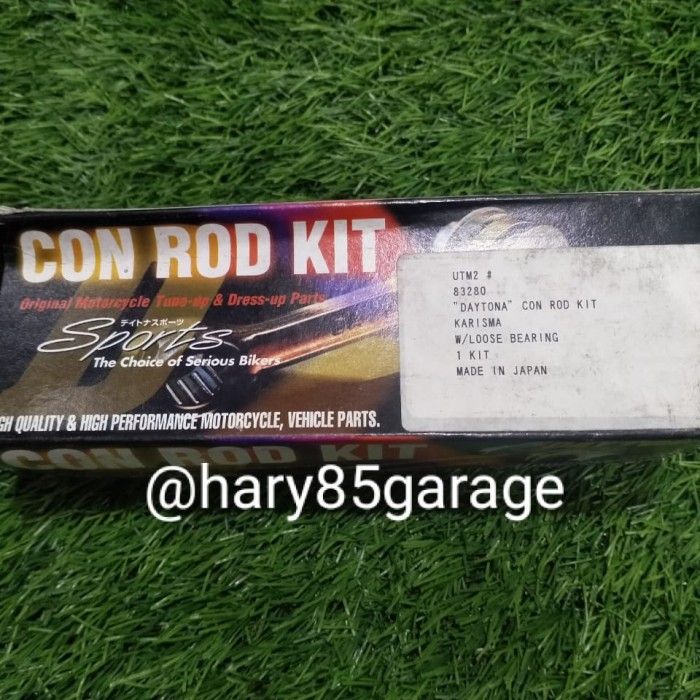 CON ROD KIT
Original Motorcycle Tune-up & Dress-up Parts
デイトナスポーツ
Sports
The Choice of Serious Bikers
GH QUALITY & HIGH PERFORMANCE MOTORCYCLE, VEHICLE PARTS.
UTM2 #
83280
"DAYTONA" CON ROD KIT
KARISMA
W/LOOSE BEARING
1 KIT
MADE IN JAPAN
CON ROD KIT
@hary85garage